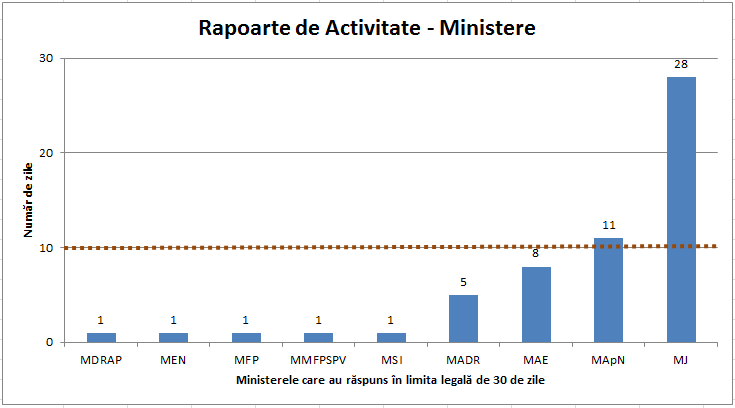 Rapoarte de Activitate - Ministere
Număr de zile
30
20
10
0
1
1
1
1
1
5
8
11
28
MDRAP
MEN
MFP
MMFPSPV
MSI
MADR
MAE
MApN
MJ
Ministerele care au răspuns în limita legală de 30 de zile